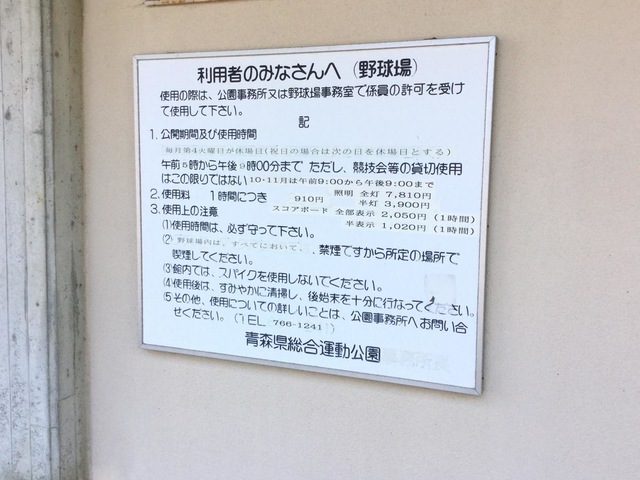 利用者のみなさんへ（野球場）
使用の際は、公園事務所又は野球場事務室で係員の許可を受け
て使用して下さい。
記
1. 公開期間及び使用時間
毎月第4火曜日が休場日(祝日の場合は次の日を休場日とする)
午前5時から午後9時00分まで ただし、競技会等の貸切使用
はこの限りではない 10・11月は午前9:00から午後9:00まで
2. 使用料 1時間につき 910円 照明 全灯 7,810円
半灯 3,900円
3. 使用上の注意 スコアボード 全部表示 2,050円 (1時間)
半表示 1,020円 (1時間)
(1)使用時間は、必ず守って下さい。
(2)野球場内は、すべてにおいて、、禁煙ですから所定の場所で
喫煙してください。
(3)館内では、スパイクを使用しないでください。
(4)使用後は、すみやかに清掃し、後始末を十分に行なってください。
(5)その他、使用についての詳しいことは、公園事務所へお問い合
せください。(TEL 766-1241)
青森県総合運動公園